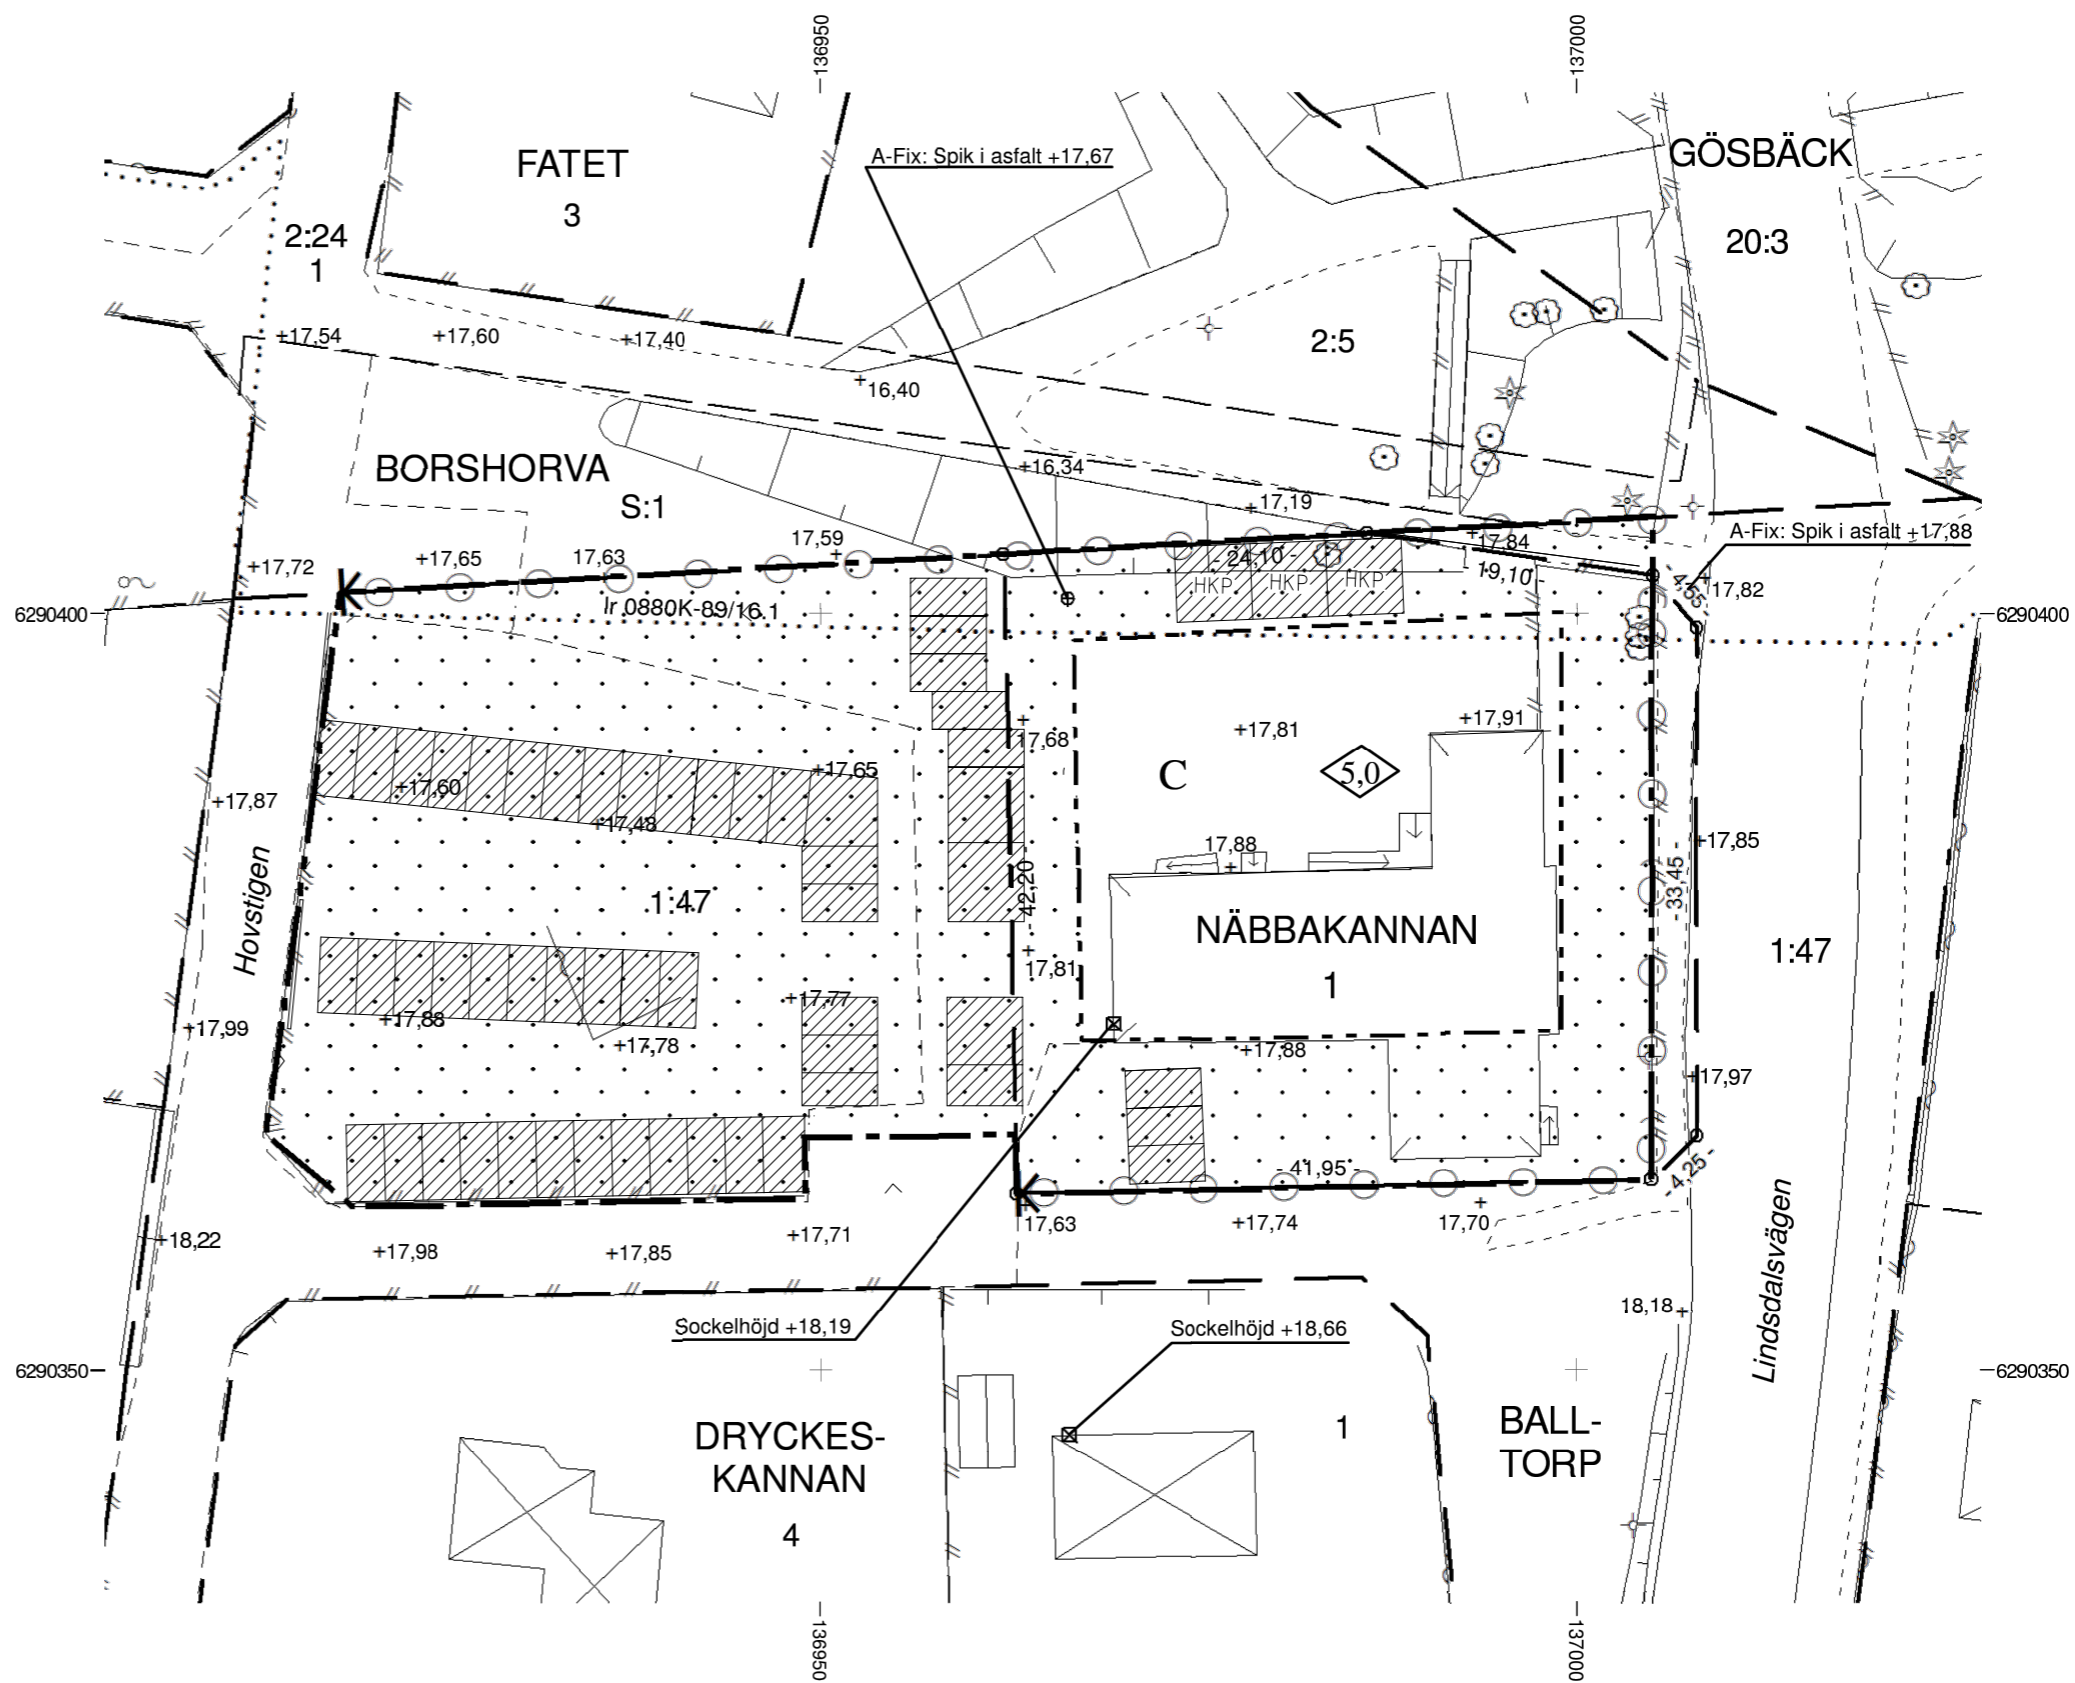 136950
137000
A-Fix: Spik i asfalt +17,67
FATET
3
GÖSBÄCK
20:3
2:24
1
+17,54
+17,60
+17,40
2:5
+16,40
BORSHORVA
S:1
+16,34
+17,19
17,59
+
+17,84
A-Fix: Spik i asfalt +17,88
+17,72
+17,65
17,63
- 24,10 -
- 19,10 -
- 4,55 -
+17,82
K
HKP
HKP
HKP
6290400
lr 0880K-89/16.1
6290400
+
17,68
+17,81
+17,91
+17,60
+17,65
C
5,0
+17,87
+17,48
17,88
+
+17,85
Hovstigen
1:47
- 42,20 -
- 33,45 -
NÄBBAKANNAN
1
1:47
+
17,81
+17,77
+17,99
+17,88
+17,78
+17,88
+17,97
- 41,95 -
- 4,25 -
K
+18,22
+17,98
+17,85
+17,71
17,63
+17,74
+
17,70
Lindsdalsvägen
18,18+
Sockelhöjd +18,19
Sockelhöjd +18,66
6290350
6290350
DRYCKES-
KANNAN
4
1
BALL-
TORP
136950
137000